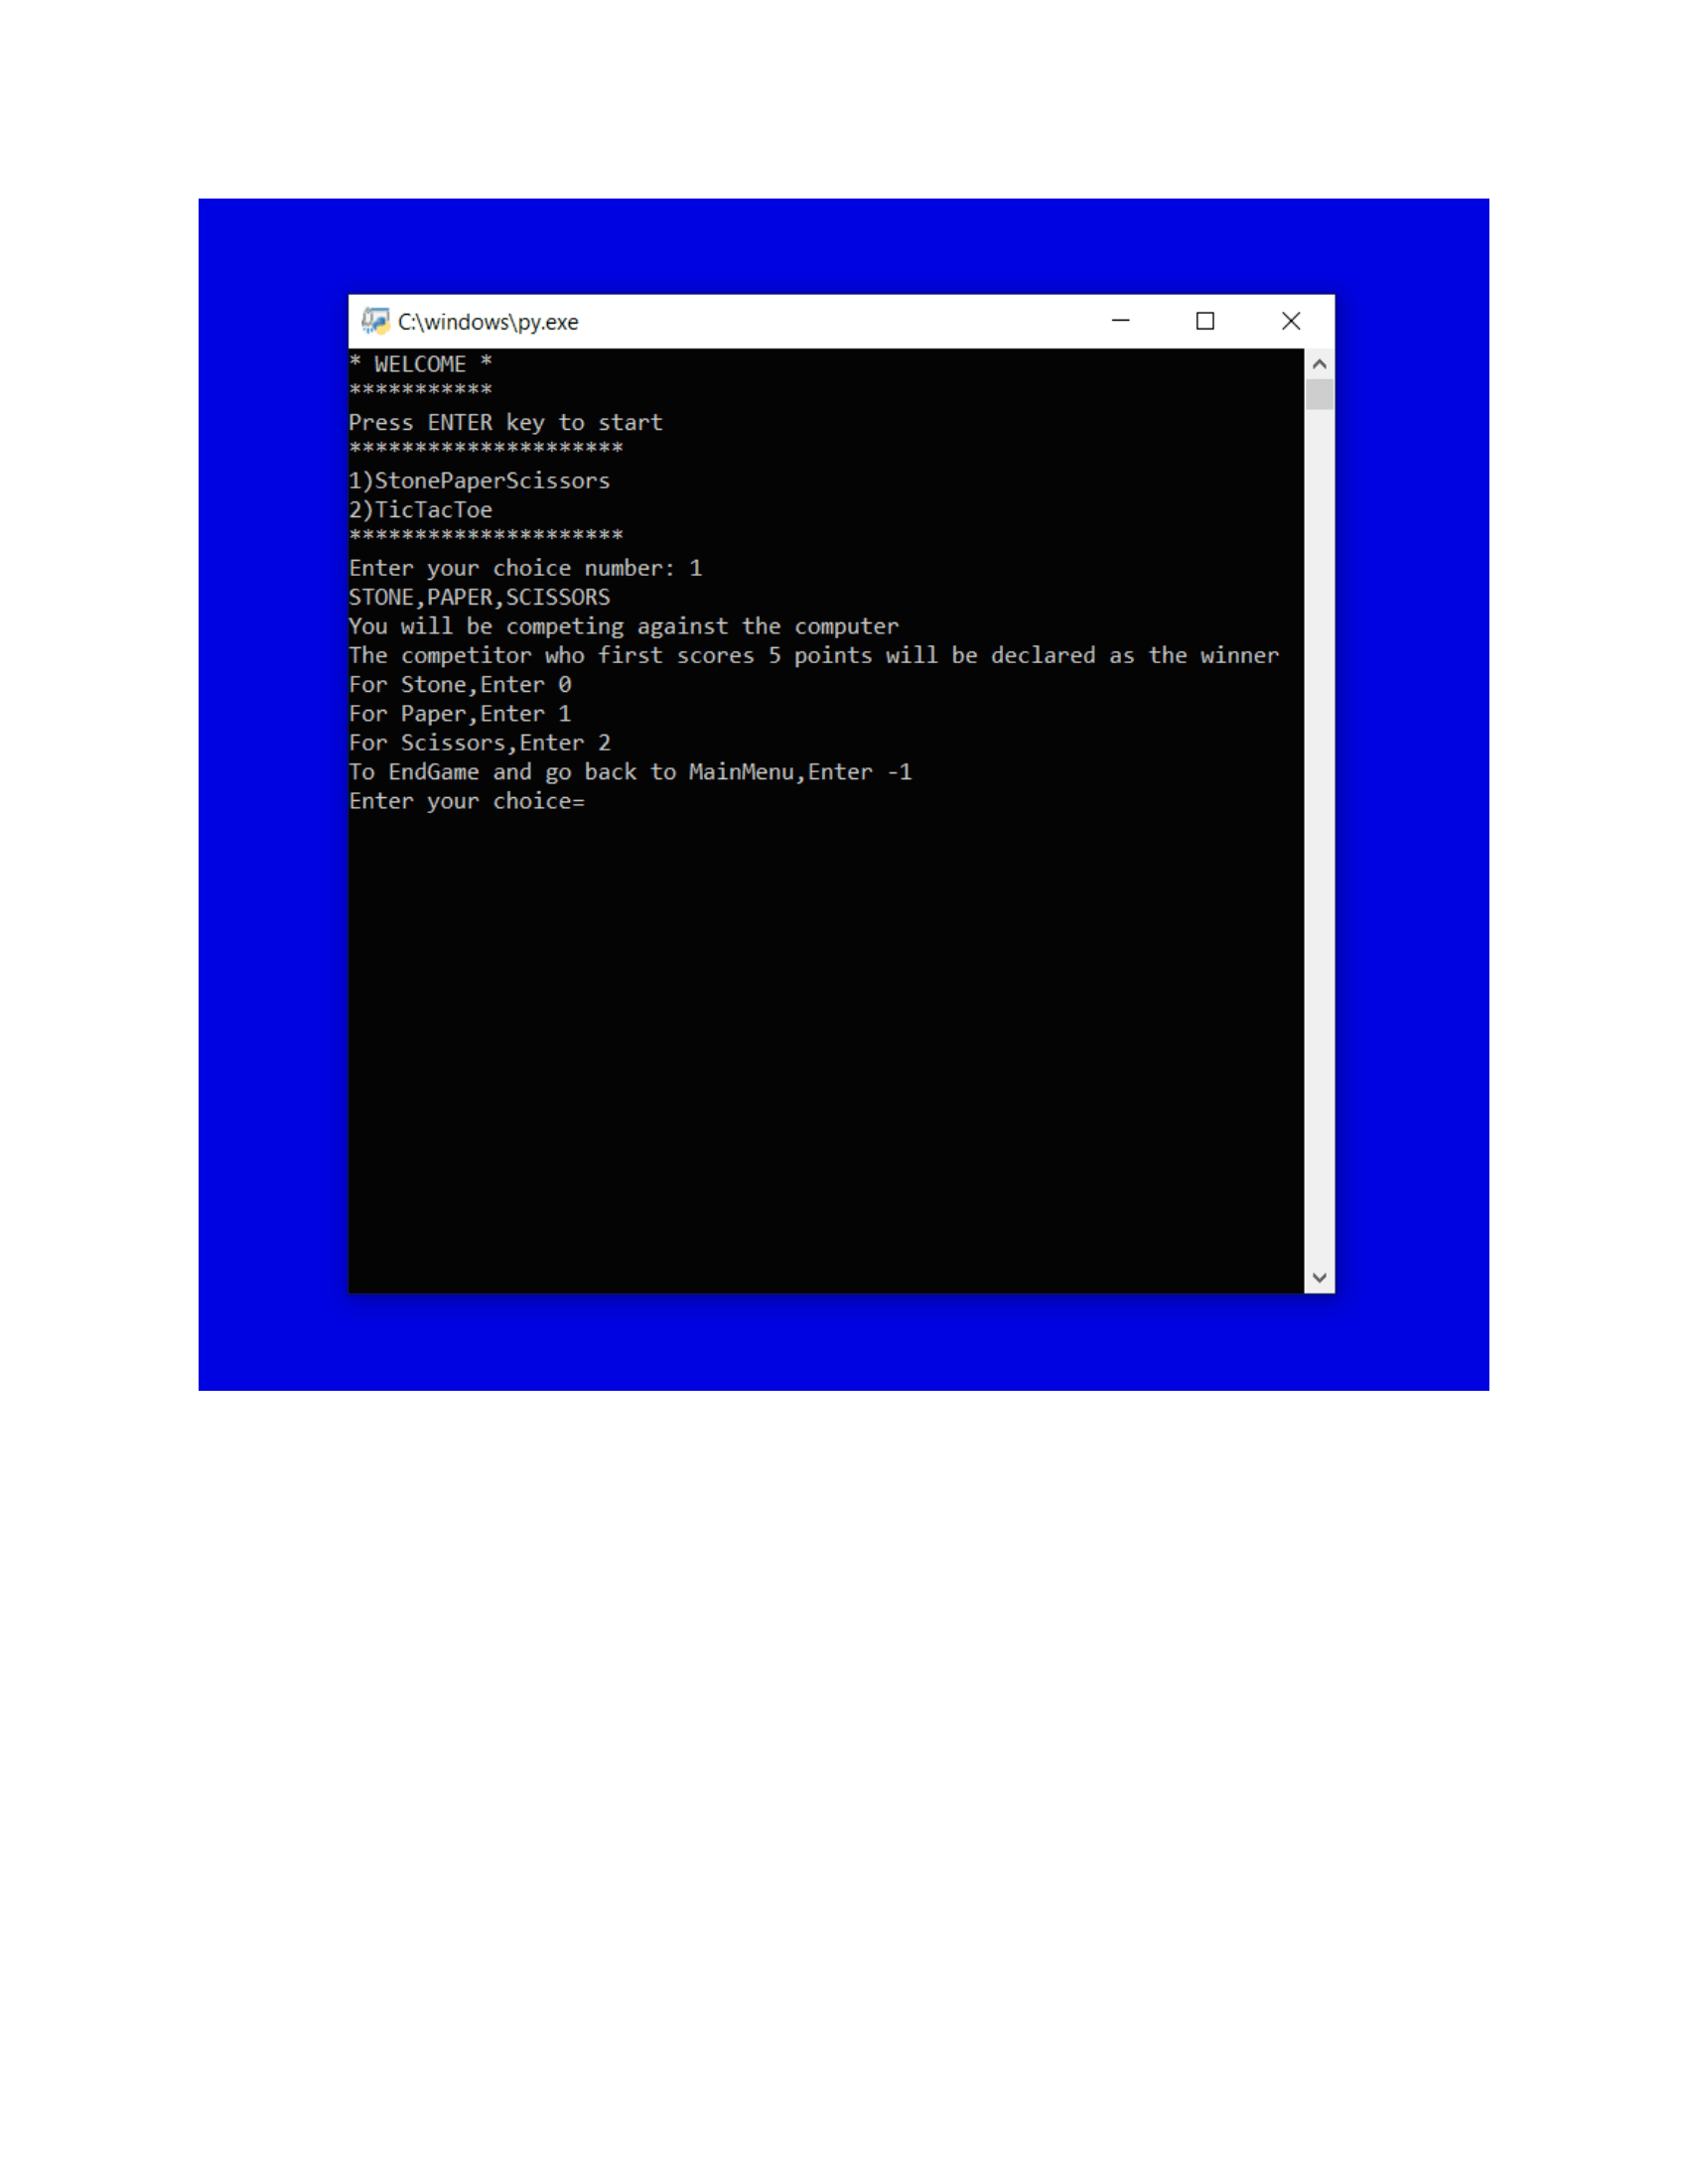 C:\windows\py.exe
* WELCOME *
***********
Press ENTER key to start
*********************
1)StonePaperScissors
2)TicTacToe
*********************
Enter your choice number: 1
STONE,PAPER,SCISSORS
You will be competing against the computer
The competitor who first scores 5 points will be declared as the winner
For Stone,Enter 0
For Paper,Enter 1
For Scissors,Enter 2
To EndGame and go back to MainMenu,Enter -1
Enter your choice=